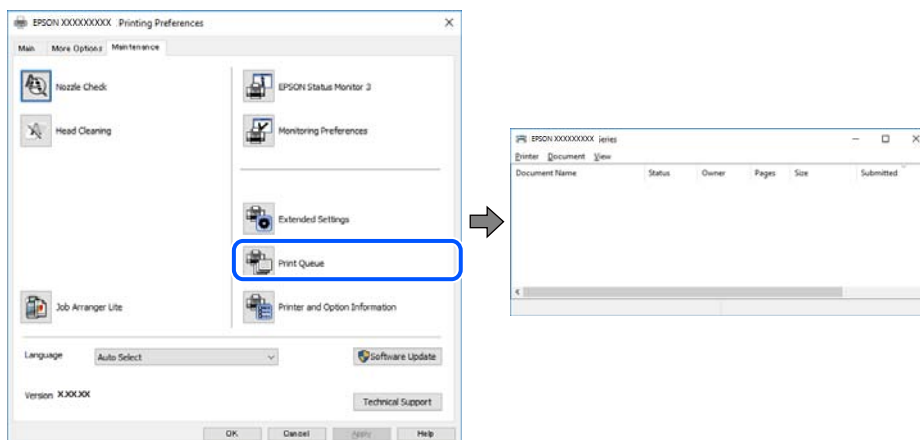 EPSON XXXXXXXXX Printing Preferences
Main More Options Maintenance
Nozzle Check
EPSON Status Monitor 3
Head Cleaning
Monitoring Preferences
Extended Settings
Print Queue
Job Arranger Lite
Printer and Option Information
Language
Auto Select
Software Update
Version X.XX.XX
Technical Support
OK Cancel Apply Help
EPSON XXXXXXXXX ieries
Printer Document View
Document Name Status Owner Pages Size Submitted